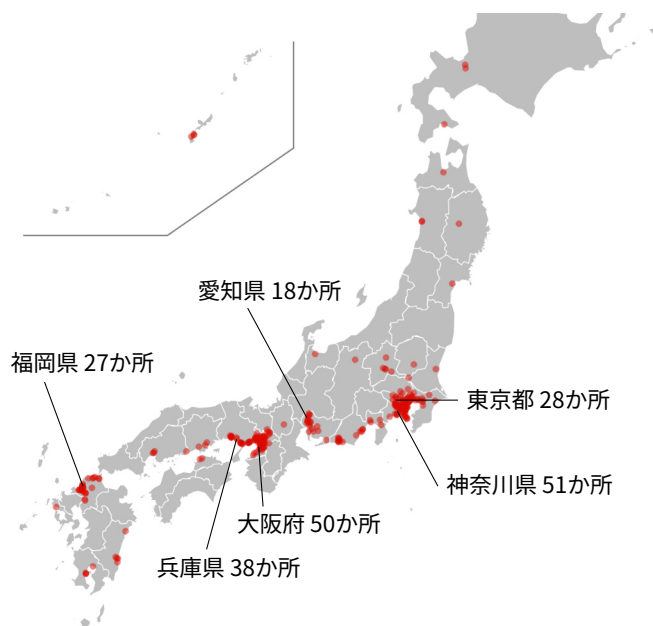 愛知県 18か所
福岡県 27か所
東京都 28か所
神奈川県 51か所
大阪府 50か所
兵庫県 38か所